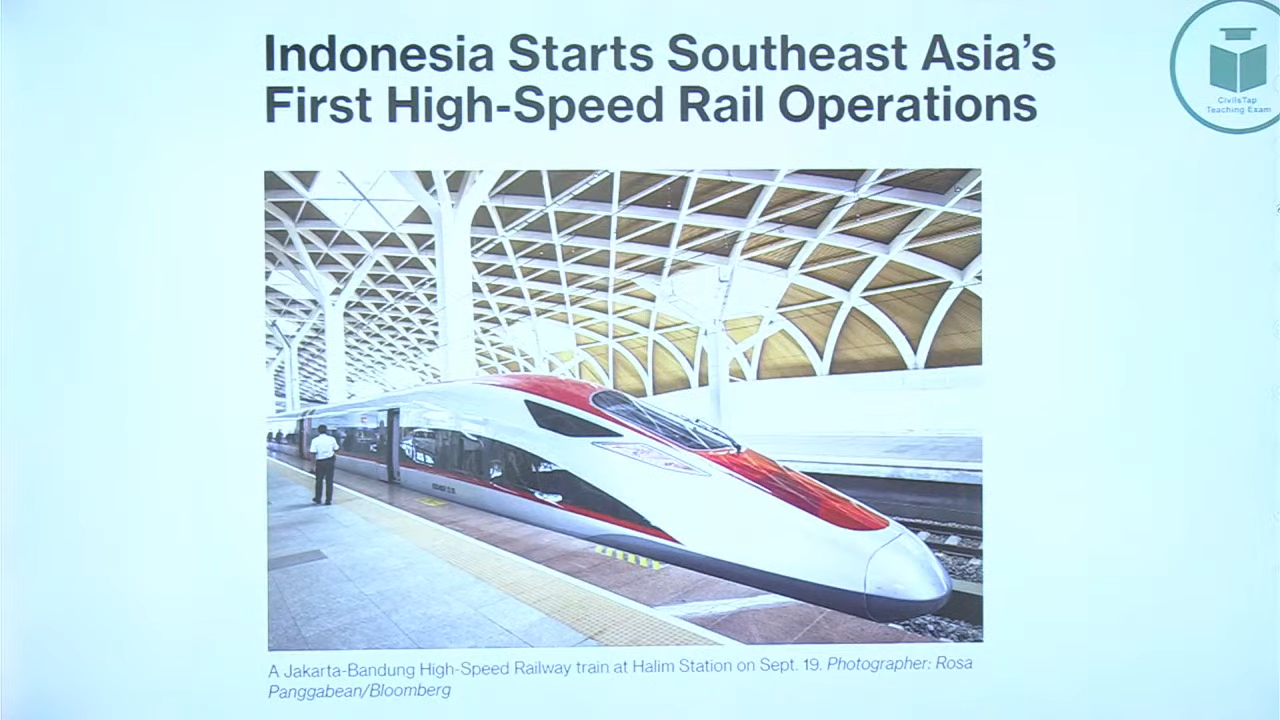 Indonesia Starts Southeast Asia's
First High-Speed Rail Operations
CivilsTap
Teaching Exam
A Jakarta-Bandung High-Speed Railway train at Halim Station on Sept. 19. Photographer: Rosa
Panggabean/Bloomberg